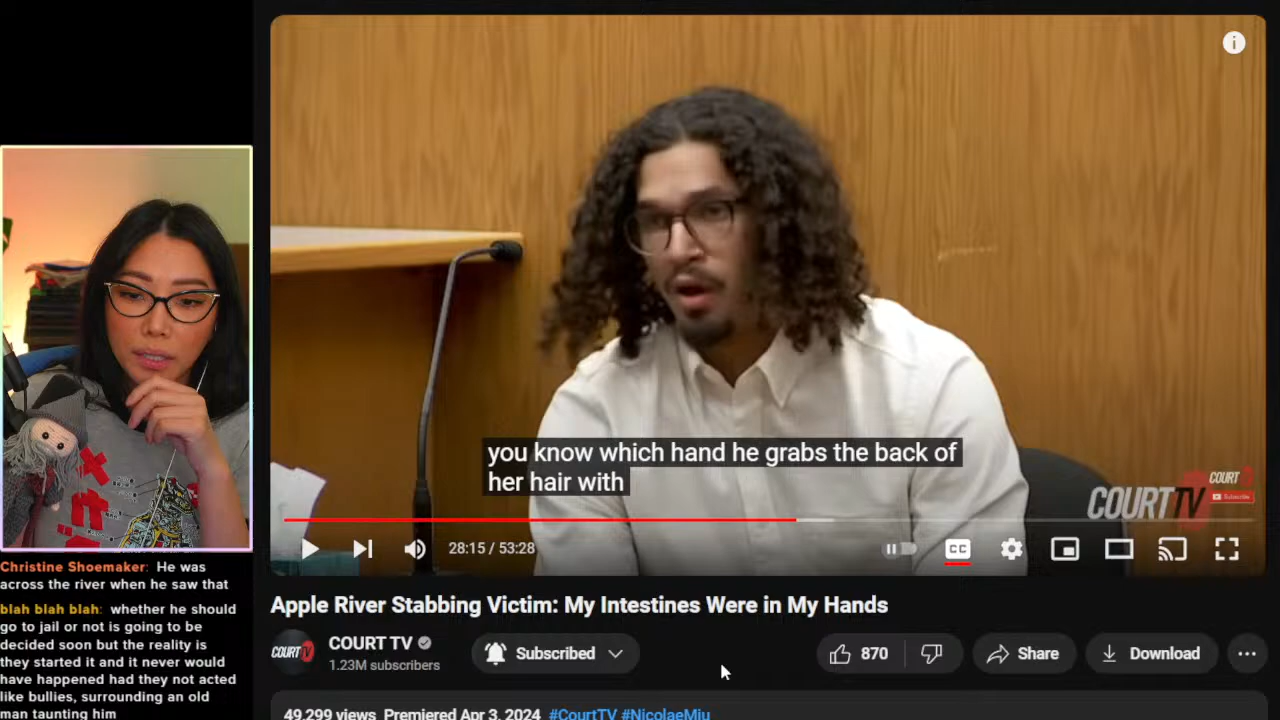 Christine Shoemaker: He was
across the river when he saw that
blah blah blah: whether he should
go to jail or not is going to be
decided soon but the reality is
they started it and it never would
have happened had they not acted
like bullies, surrounding an old
man taunting him
you know which hand he grabs the back of
her hair with
COURT TV
COURT
Subscribe
28:15 / 53:28
CC
Apple River Stabbing Victim: My Intestines Were in My Hands
COURT TV
COURT TV
1.23M subscribers
Subscribed
870
Share
Download
49,299 views Premiered Apr 3, 2024 #CourtTV #NicolaeMiu